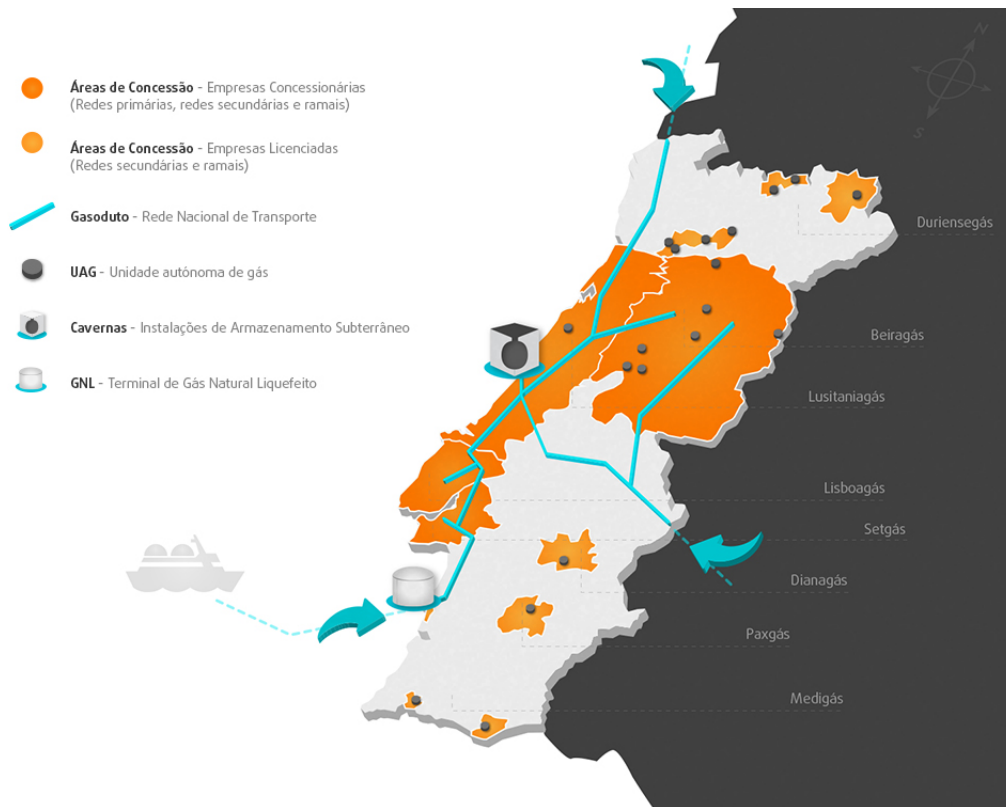 N
S
Áreas de Concessão - Empresas Concessionárias
(Redes primárias, redes secundárias e ramais)
Áreas de Concessão - Empresas Licenciadas
(Redes secundárias e ramais)
Gasoduto - Rede Nacional de Transporte
UAG - Unidade autónoma de gás
Cavernas - Instalações de Armazenamento Subterrâneo
GNL - Terminal de Gás Natural Liquefeito
Duriensegás
Beiragás
Lusitaniagás
Lisboagás
Setgás
Dianagás
Paxgás
Medigás